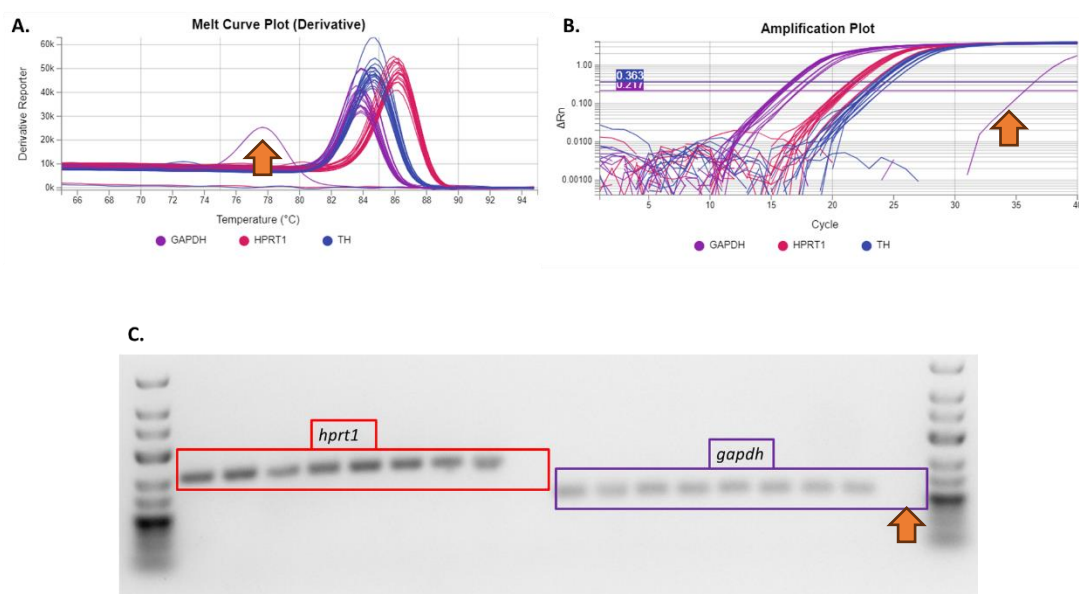 A.
Melt Curve Plot (Derivative)
60k
50k
40k
30k
20k
10k
0k
Derivative Reporter
66 68 70 72 74 76 78 80 82 84 86 88 90 92 94
Temperature (°C)
GAPDH HPRT1 TH
B.
Amplification Plot
1.00
0.100
0.0100
0.00100
ΔRn
0.363
0.217
5 10 15 20 25 30 35 40
Cycle
GAPDH HPRT1 TH
C.
hprt1
gapdh